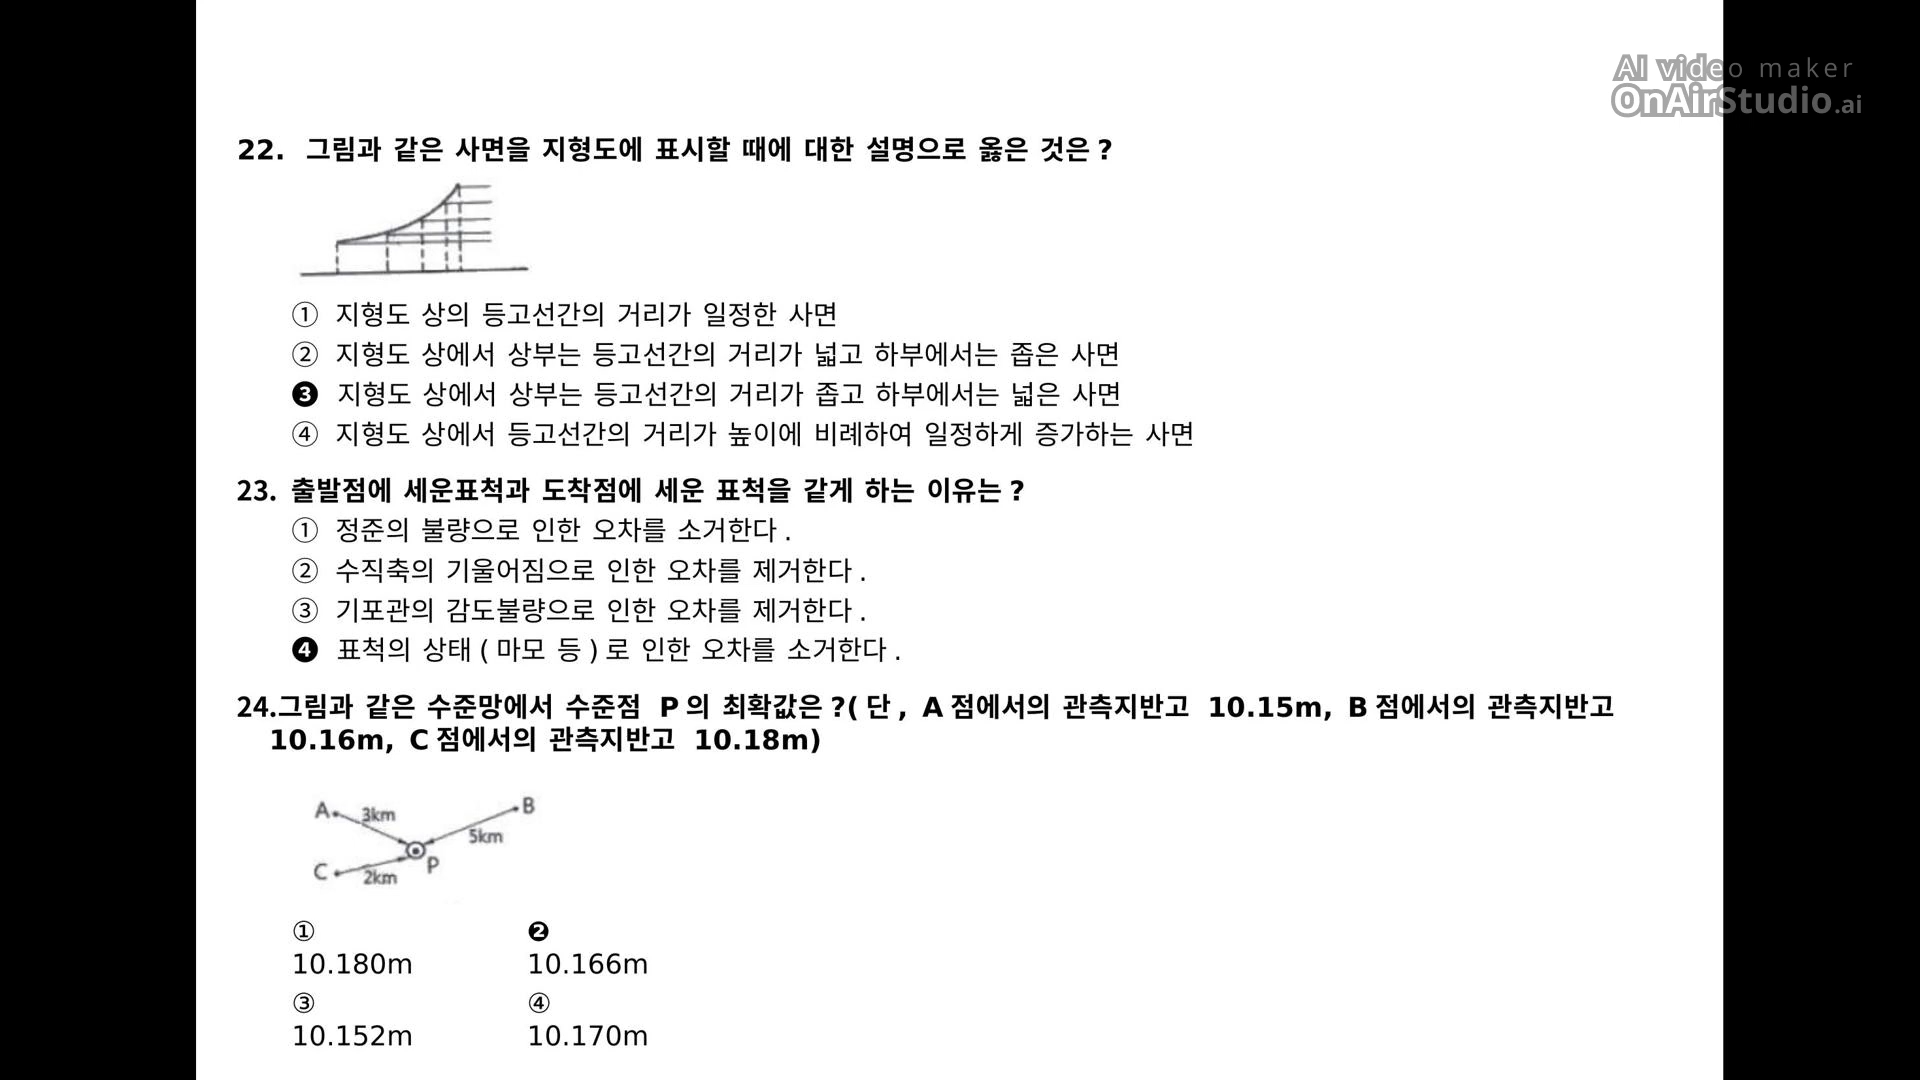 AI video maker
OnAirStudio.ai
22. 그림과 같은 사면을 지형도에 표시할 때에 대한 설명으로 옳은 것은?
① 지형도 상의 등고선간의 거리가 일정한 사면
② 지형도 상에서 상부는 등고선간의 거리가 넓고 하부에서는 좁은 사면
❸ 지형도 상에서 상부는 등고선간의 거리가 좁고 하부에서는 넓은 사면
④ 지형도 상에서 등고선간의 거리가 높이에 비례하여 일정하게 증가하는 사면
23. 출발점에 세운표척과 도착점에 세운 표척을 같게 하는 이유는?
① 정준의 불량으로 인한 오차를 소거한다.
② 수직축의 기울어짐으로 인한 오차를 제거한다.
③ 기포관의 감도불량으로 인한 오차를 제거한다.
❹ 표척의 상태(마모 등)로 인한 오차를 소거한다.
24.그림과 같은 수준망에서 수준점 P의 최확값은?(단, A점에서의 관측지반고 10.15m, B점에서의 관측지반고
10.16m, C점에서의 관측지반고 10.18m)
A 3km B
5km
C 2km P
① ❷
10.180m 10.166m
③ ④
10.152m 10.170m